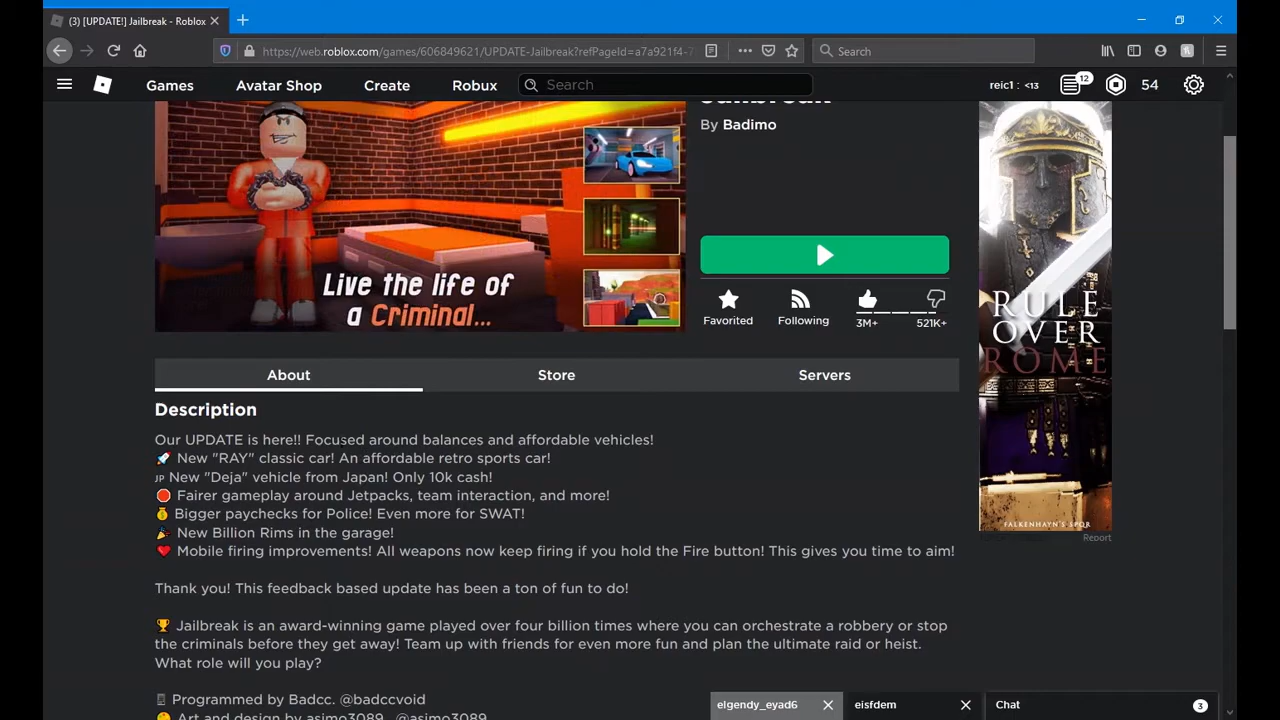 (3) [UPDATE!] Jailbreak - Roblox
https://web.roblox.com/games/606849621/UPDATE-Jailbreak?refPageId=a7a921f4-7
Search
Games
Avatar Shop
Create
Robux
Search
reic1 : <13
12
54
By Badimo
Live the life of
a Criminal...
Favorited
Following
3M+
521K+
About
Store
Servers
Description
Our UPDATE is here!! Focused around balances and affordable vehicles!
🚀 New "RAY" classic car! An affordable retro sports car!
JP New "Deja" vehicle from Japan! Only 10k cash!
🛑 Fairer gameplay around Jetpacks, team interaction, and more!
💰 Bigger paychecks for Police! Even more for SWAT!
🎉 New Billion Rims in the garage!
❤️ Mobile firing improvements! All weapons now keep firing if you hold the Fire button! This gives you time to aim!
Thank you! This feedback based update has been a ton of fun to do!
🏆 Jailbreak is an award-winning game played over four billion times where you can orchestrate a robbery or stop
the criminals before they get away! Team up with friends for even more fun and plan the ultimate raid or heist.
What role will you play?
Programmed by Badcc. @badccvoid
Art and design by asimo3089. @asimo3089
RULE
OVER
ROME
FALKENHAYN'S SPQR
Report
elgendy_eyad6
eisfdem
Chat
3